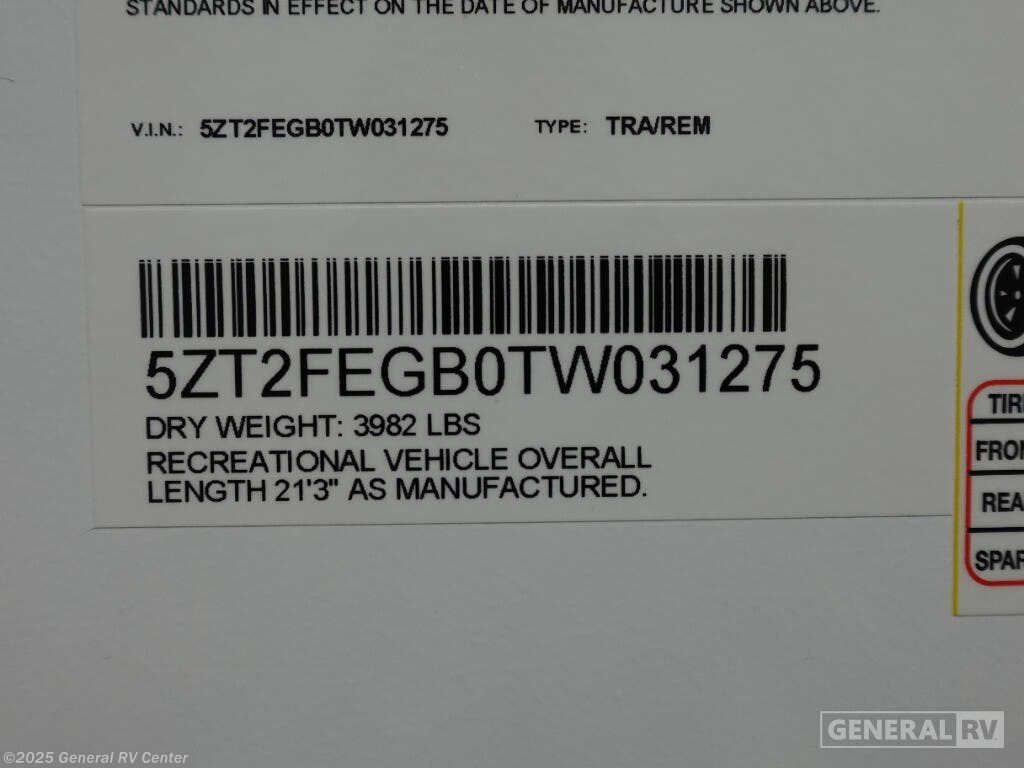 STANDARDS IN EFFECT ON THE DATE OF MANUFACTURE SHOWN ABOVE.
V.I.N.: 5ZT2FEGB0TW031275 TYPE: TRA/REM
5ZT2FEGB0TW031275
DRY WEIGHT: 3982 LBS
RECREATIONAL VEHICLE OVERALL
LENGTH 21'3" AS MANUFACTURED.
TIR
FRO
REA
SPAR
GENERAL RV
©2025 General RV Center